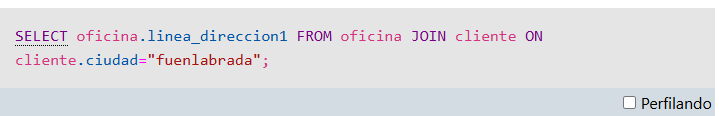 SELECT oficina.linea_direccion1 FROM oficina JOIN cliente ON
cliente.ciudad="fuenlabrada";
Perfilando